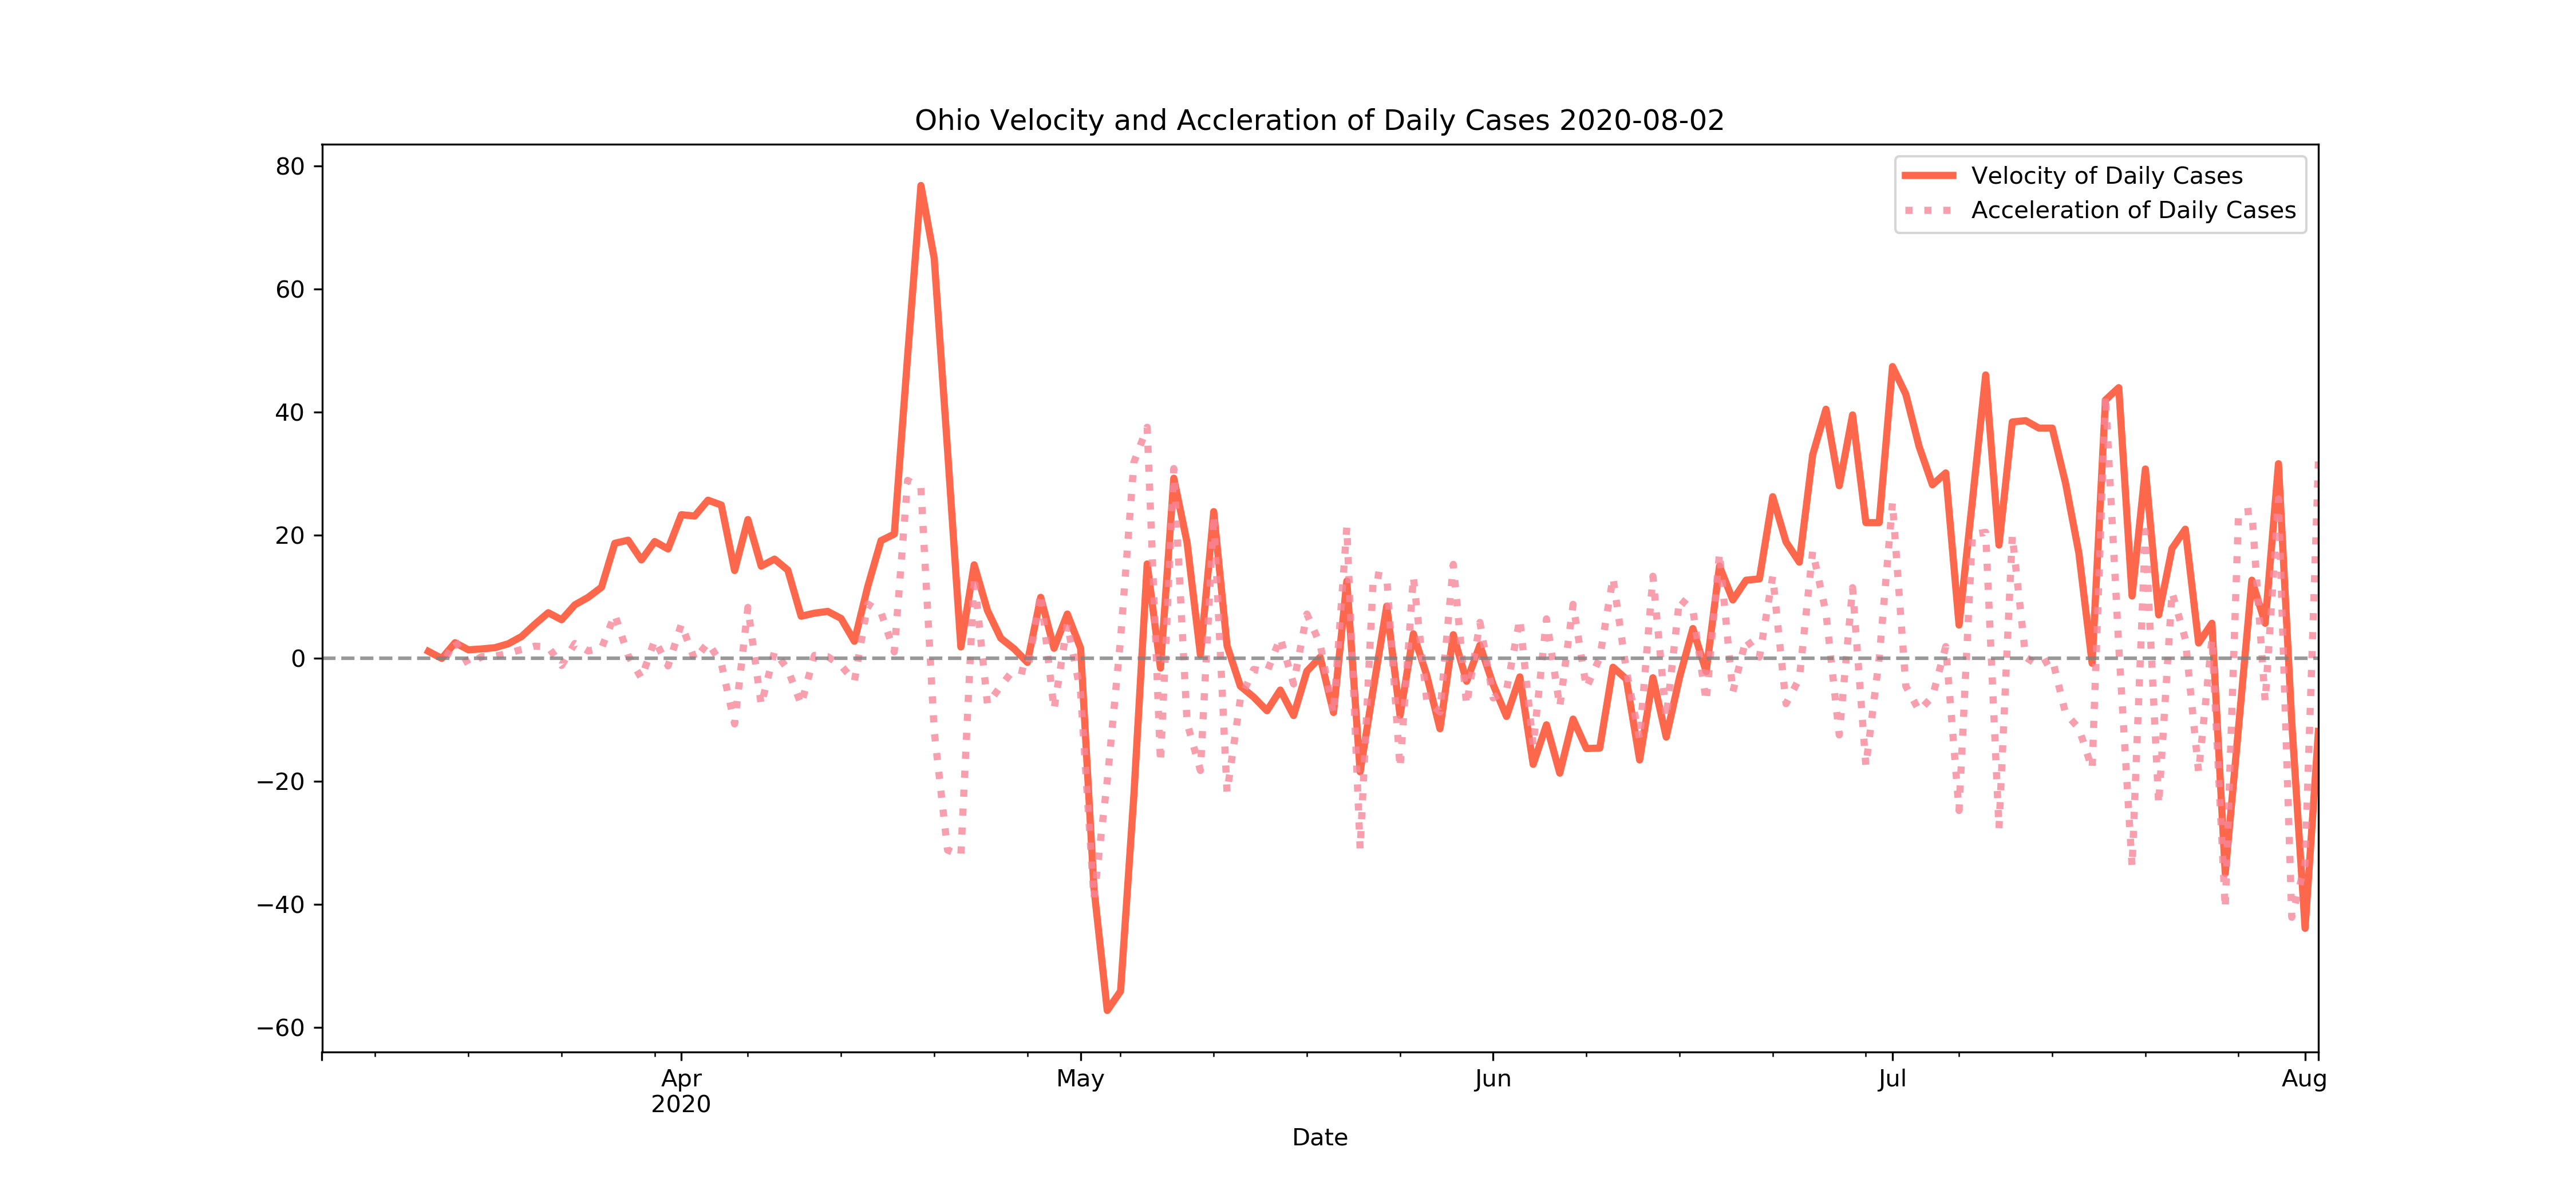 Ohio Velocity and Accleration of Daily Cases 2020-08-02
Velocity of Daily Cases
Acceleration of Daily Cases
80
60
40
20
0
−20
−40
−60
Apr
2020
May
Jun
Jul
Aug
Date